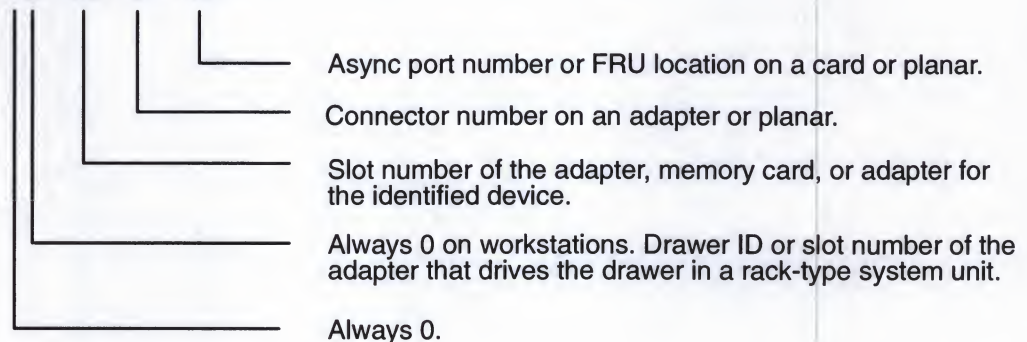 Async port number or FRU location on a card or planar.
Connector number on an adapter or planar.
Slot number of the adapter, memory card, or adapter for
the identified device.
Always 0 on workstations. Drawer ID or slot number of the
adapter that drives the drawer in a rack-type system unit.
Always 0.